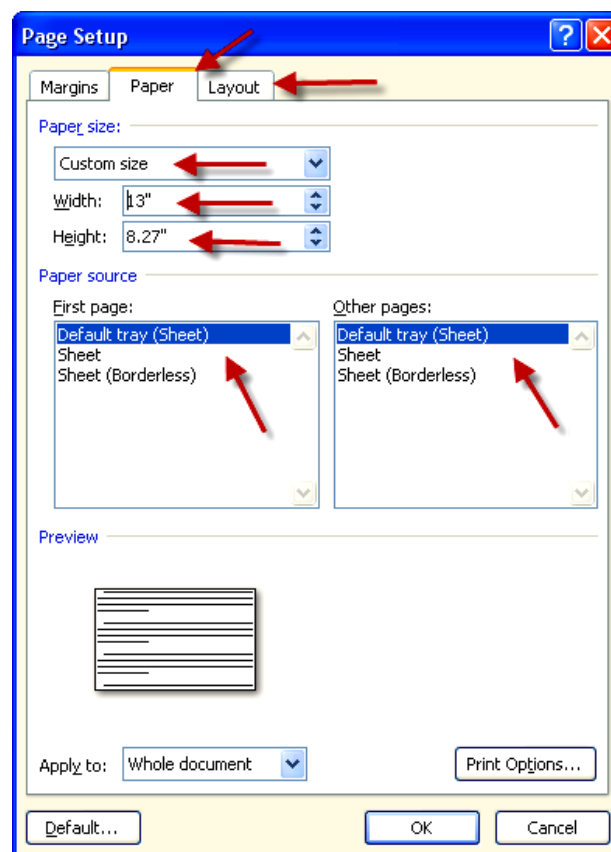 Page Setup
Margins Paper Layout
Paper size:
Custom size
Width: 13"
Height: 8.27"
Paper source
First page: Other pages:
Default tray (Sheet) Default tray (Sheet)
Sheet Sheet
Sheet (Borderless) Sheet (Borderless)
Preview
Apply to: Whole document Print Options...
Default... OK Cancel